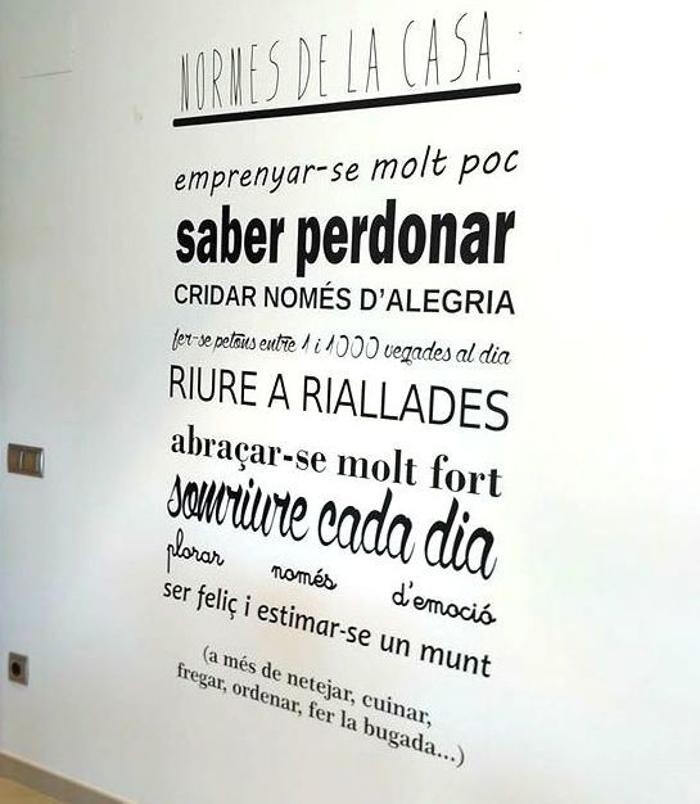 NORMES DE LA CASA :
emprenyar-se molt poc
saber perdonar
CRIDAR NOMÉS D'ALEGRIA
fer-se petons entre 1 i 1000 vegades al dia
RIURE A RIALLADES
abraçar-se molt fort
somriure cada dia
plorar només d'emoció
ser feliç i estimar-se un munt
(a més de netejar, cuinar,
fregar, ordenar, fer la bugada...)